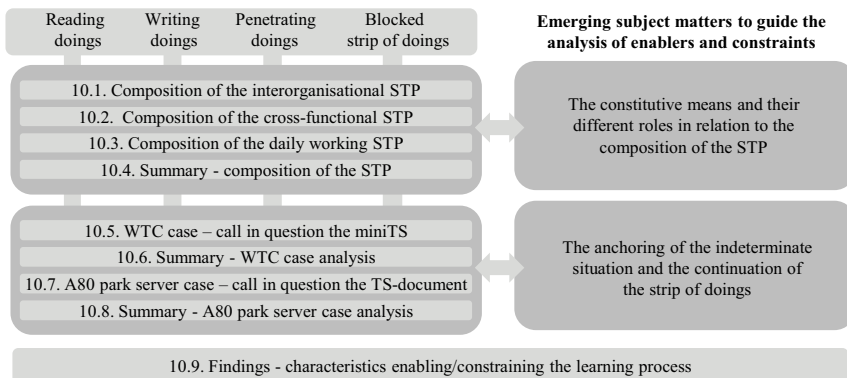 Reading doings
Writing doings
Penetrating doings
Blocked strip of doings
Emerging subject matters to guide the
analysis of enablers and constraints
10.1. Composition of the interorganisational STP
10.2. Composition of the cross-functional STP
10.3. Composition of the daily working STP
10.4. Summary - composition of the STP
The constitutive means and their
different roles in relation to the
composition of the STP
10.5. WTC case – call in question the miniTS
10.6. Summary - WTC case analysis
10.7. A80 park server case – call in question the TS-document
10.8. Summary - A80 park server case analysis
The anchoring of the indeterminate
situation and the continuation of
the strip of doings
10.9. Findings - characteristics enabling/constraining the learning process